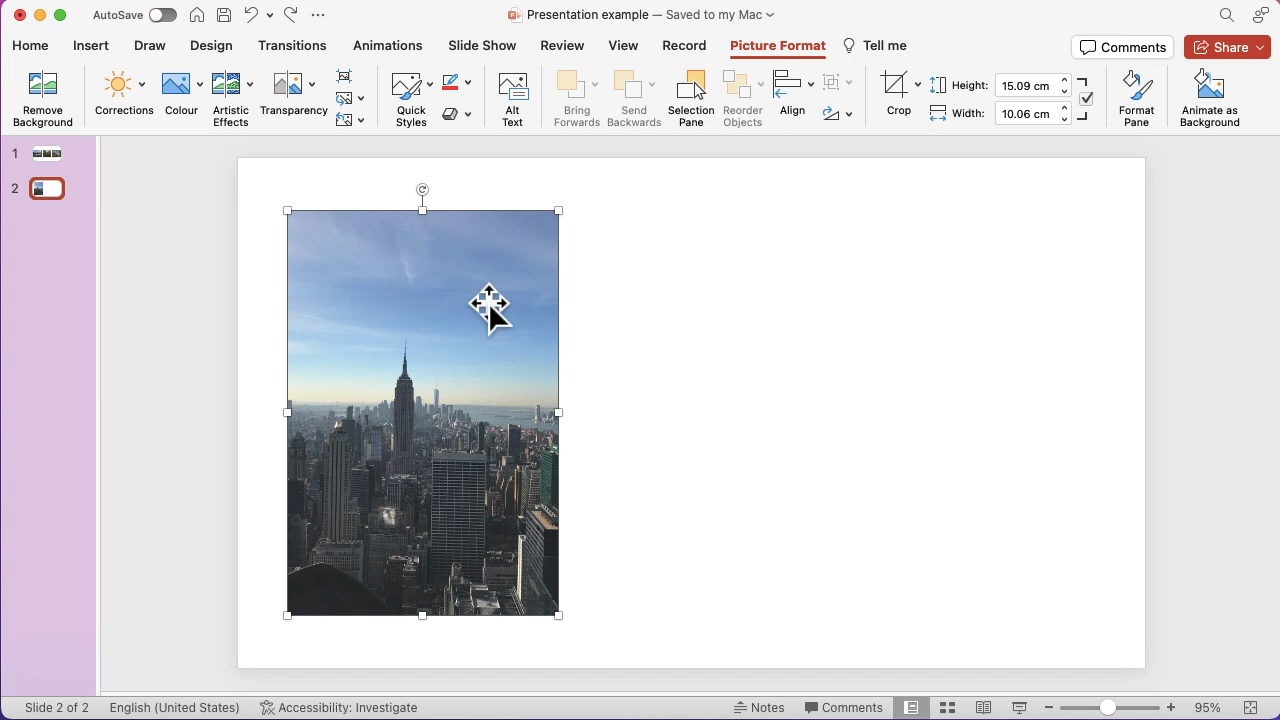 AutoSave
Presentation example — Saved to my Mac
Home Insert Draw Design Transitions Animations Slide Show Review View Record Picture Format Tell me
Comments Share
Remove Background
Corrections
Colour
Artistic Effects
Transparency
Quick Styles
Alt Text
Bring Forwards
Send Backwards
Selection Pane
Reorder Objects
Align
Crop
Height: 15.09 cm
Width: 10.06 cm
Format Pane
Animate as Background
1
2
Slide 2 of 2 English (United States) Accessibility: Investigate Notes Comments 95%